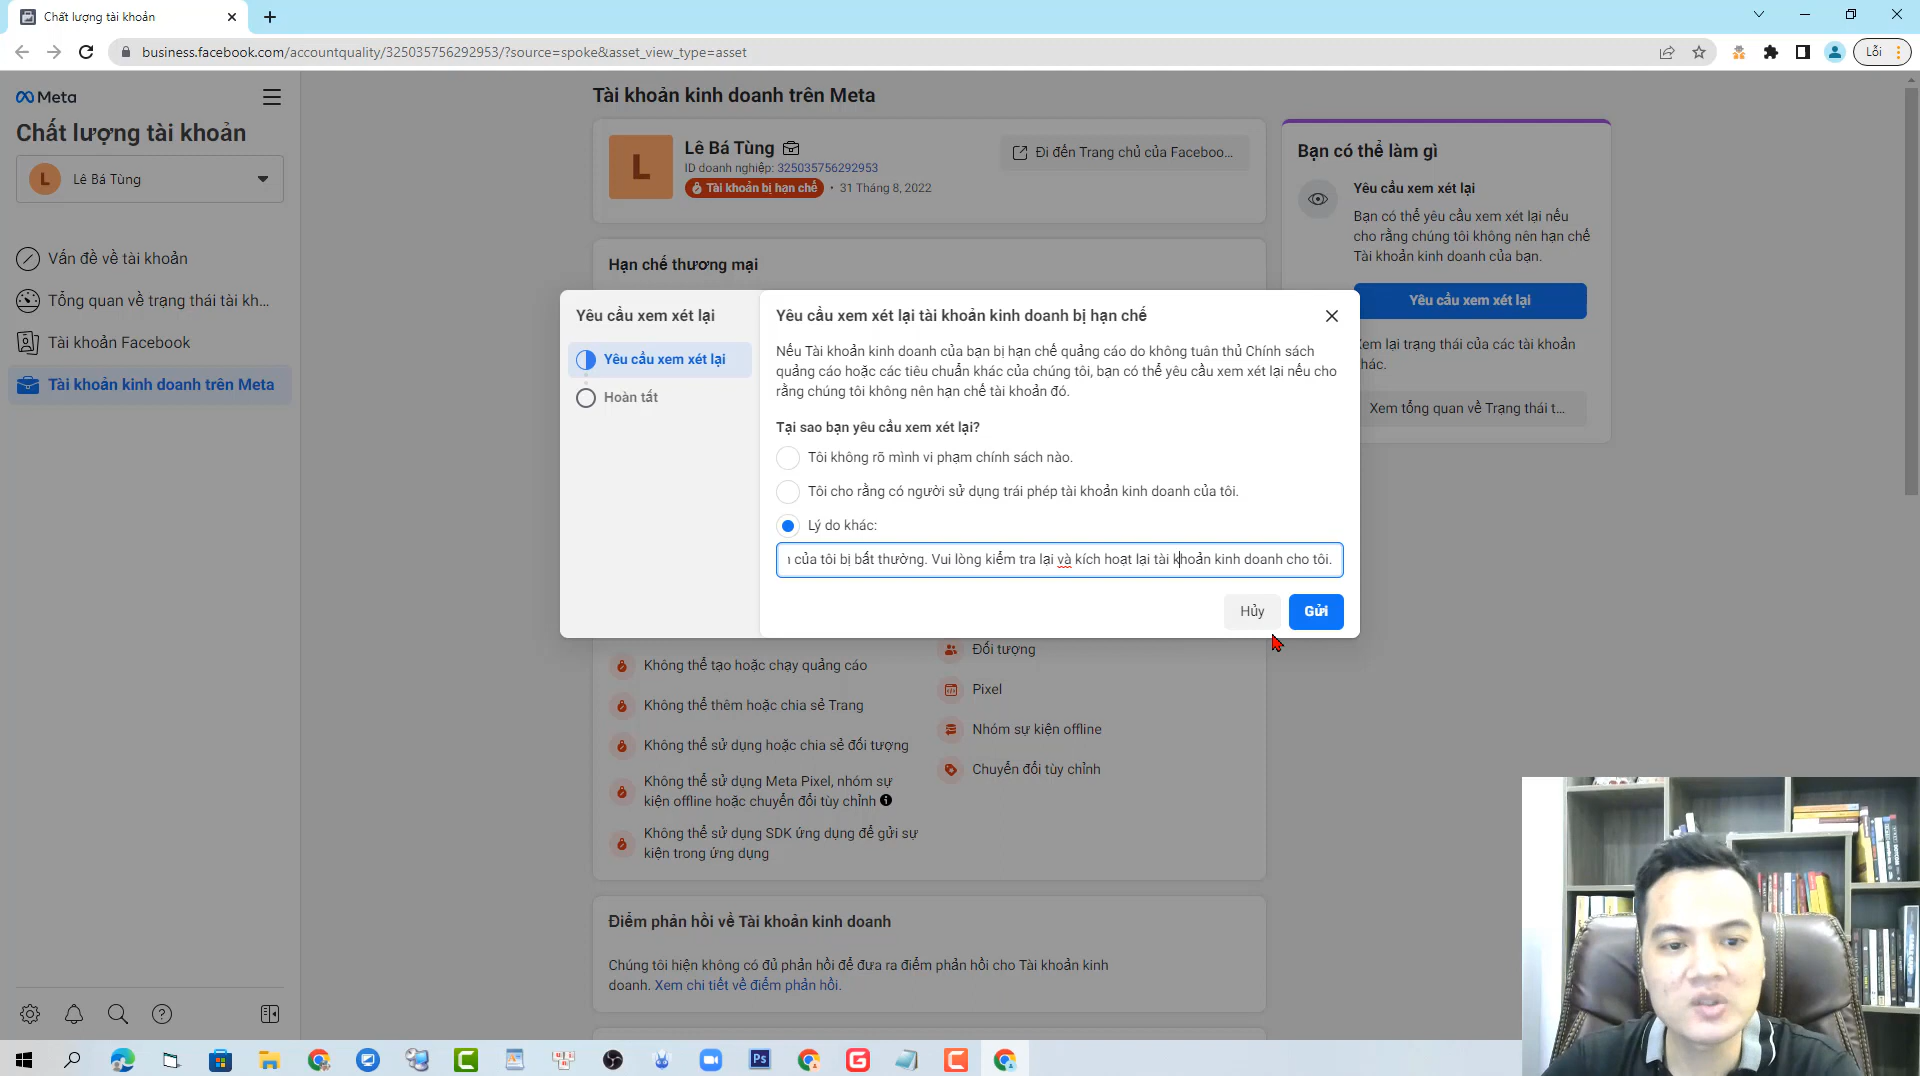 Chất lượng tài khoản
business.facebook.com/accountquality/325035756292953/?source=spoke&asset_view_type=asset
Lỗi
Meta
Chất lượng tài khoản
L
Lê Bá Tùng
Vấn đề về tài khoản
Tổng quan về trạng thái tài kh...
Tài khoản Facebook
Tài khoản kinh doanh trên Meta
Tài khoản kinh doanh trên Meta
L
Lê Bá Tùng
ID doanh nghiệp: 325035756292953
Tài khoản bị hạn chế • 31 Tháng 8, 2022
Đi đến Trang chủ của Faceboo...
Hạn chế thương mại
Bạn có thể làm gì
Yêu cầu xem xét lại
Bạn có thể yêu cầu xem xét lại nếu
cho rằng chúng tôi không nên hạn chế
Tài khoản kinh doanh của bạn.
Yêu cầu xem xét lại
Xem lại trạng thái của các tài khoản
khác.
Xem tổng quan về Trạng thái t...
Yêu cầu xem xét lại
Yêu cầu xem xét lại
Hoàn tất
Yêu cầu xem xét lại tài khoản kinh doanh bị hạn chế
Nếu Tài khoản kinh doanh của bạn bị hạn chế quảng cáo do không tuân thủ Chính sách
quảng cáo hoặc các tiêu chuẩn khác của chúng tôi, bạn có thể yêu cầu xem xét lại nếu cho
rằng chúng tôi không nên hạn chế tài khoản đó.
Tại sao bạn yêu cầu xem xét lại?
Tôi không rõ mình vi phạm chính sách nào.
Tôi cho rằng có người sử dụng trái phép tài khoản kinh doanh của tôi.
Lý do khác:
của tôi bị bất thường. Vui lòng kiểm tra lại và kích hoạt lại tài khoản kinh doanh cho tôi.
Hủy
Gửi
Không thể tạo hoặc chạy quảng cáo
Không thể thêm hoặc chia sẻ Trang
Không thể sử dụng hoặc chia sẻ đối tượng
Không thể sử dụng Meta Pixel, nhóm sự
kiện offline hoặc chuyển đổi tùy chỉnh
Không thể sử dụng SDK ứng dụng để gửi sự
kiện trong ứng dụng
Đối tượng
Pixel
Nhóm sự kiện offline
Chuyển đổi tùy chỉnh
Điểm phản hồi về Tài khoản kinh doanh
Chúng tôi hiện không có đủ phản hồi để đưa ra điểm phản hồi cho Tài khoản kinh
doanh. Xem chi tiết về điểm phản hồi.
Ps